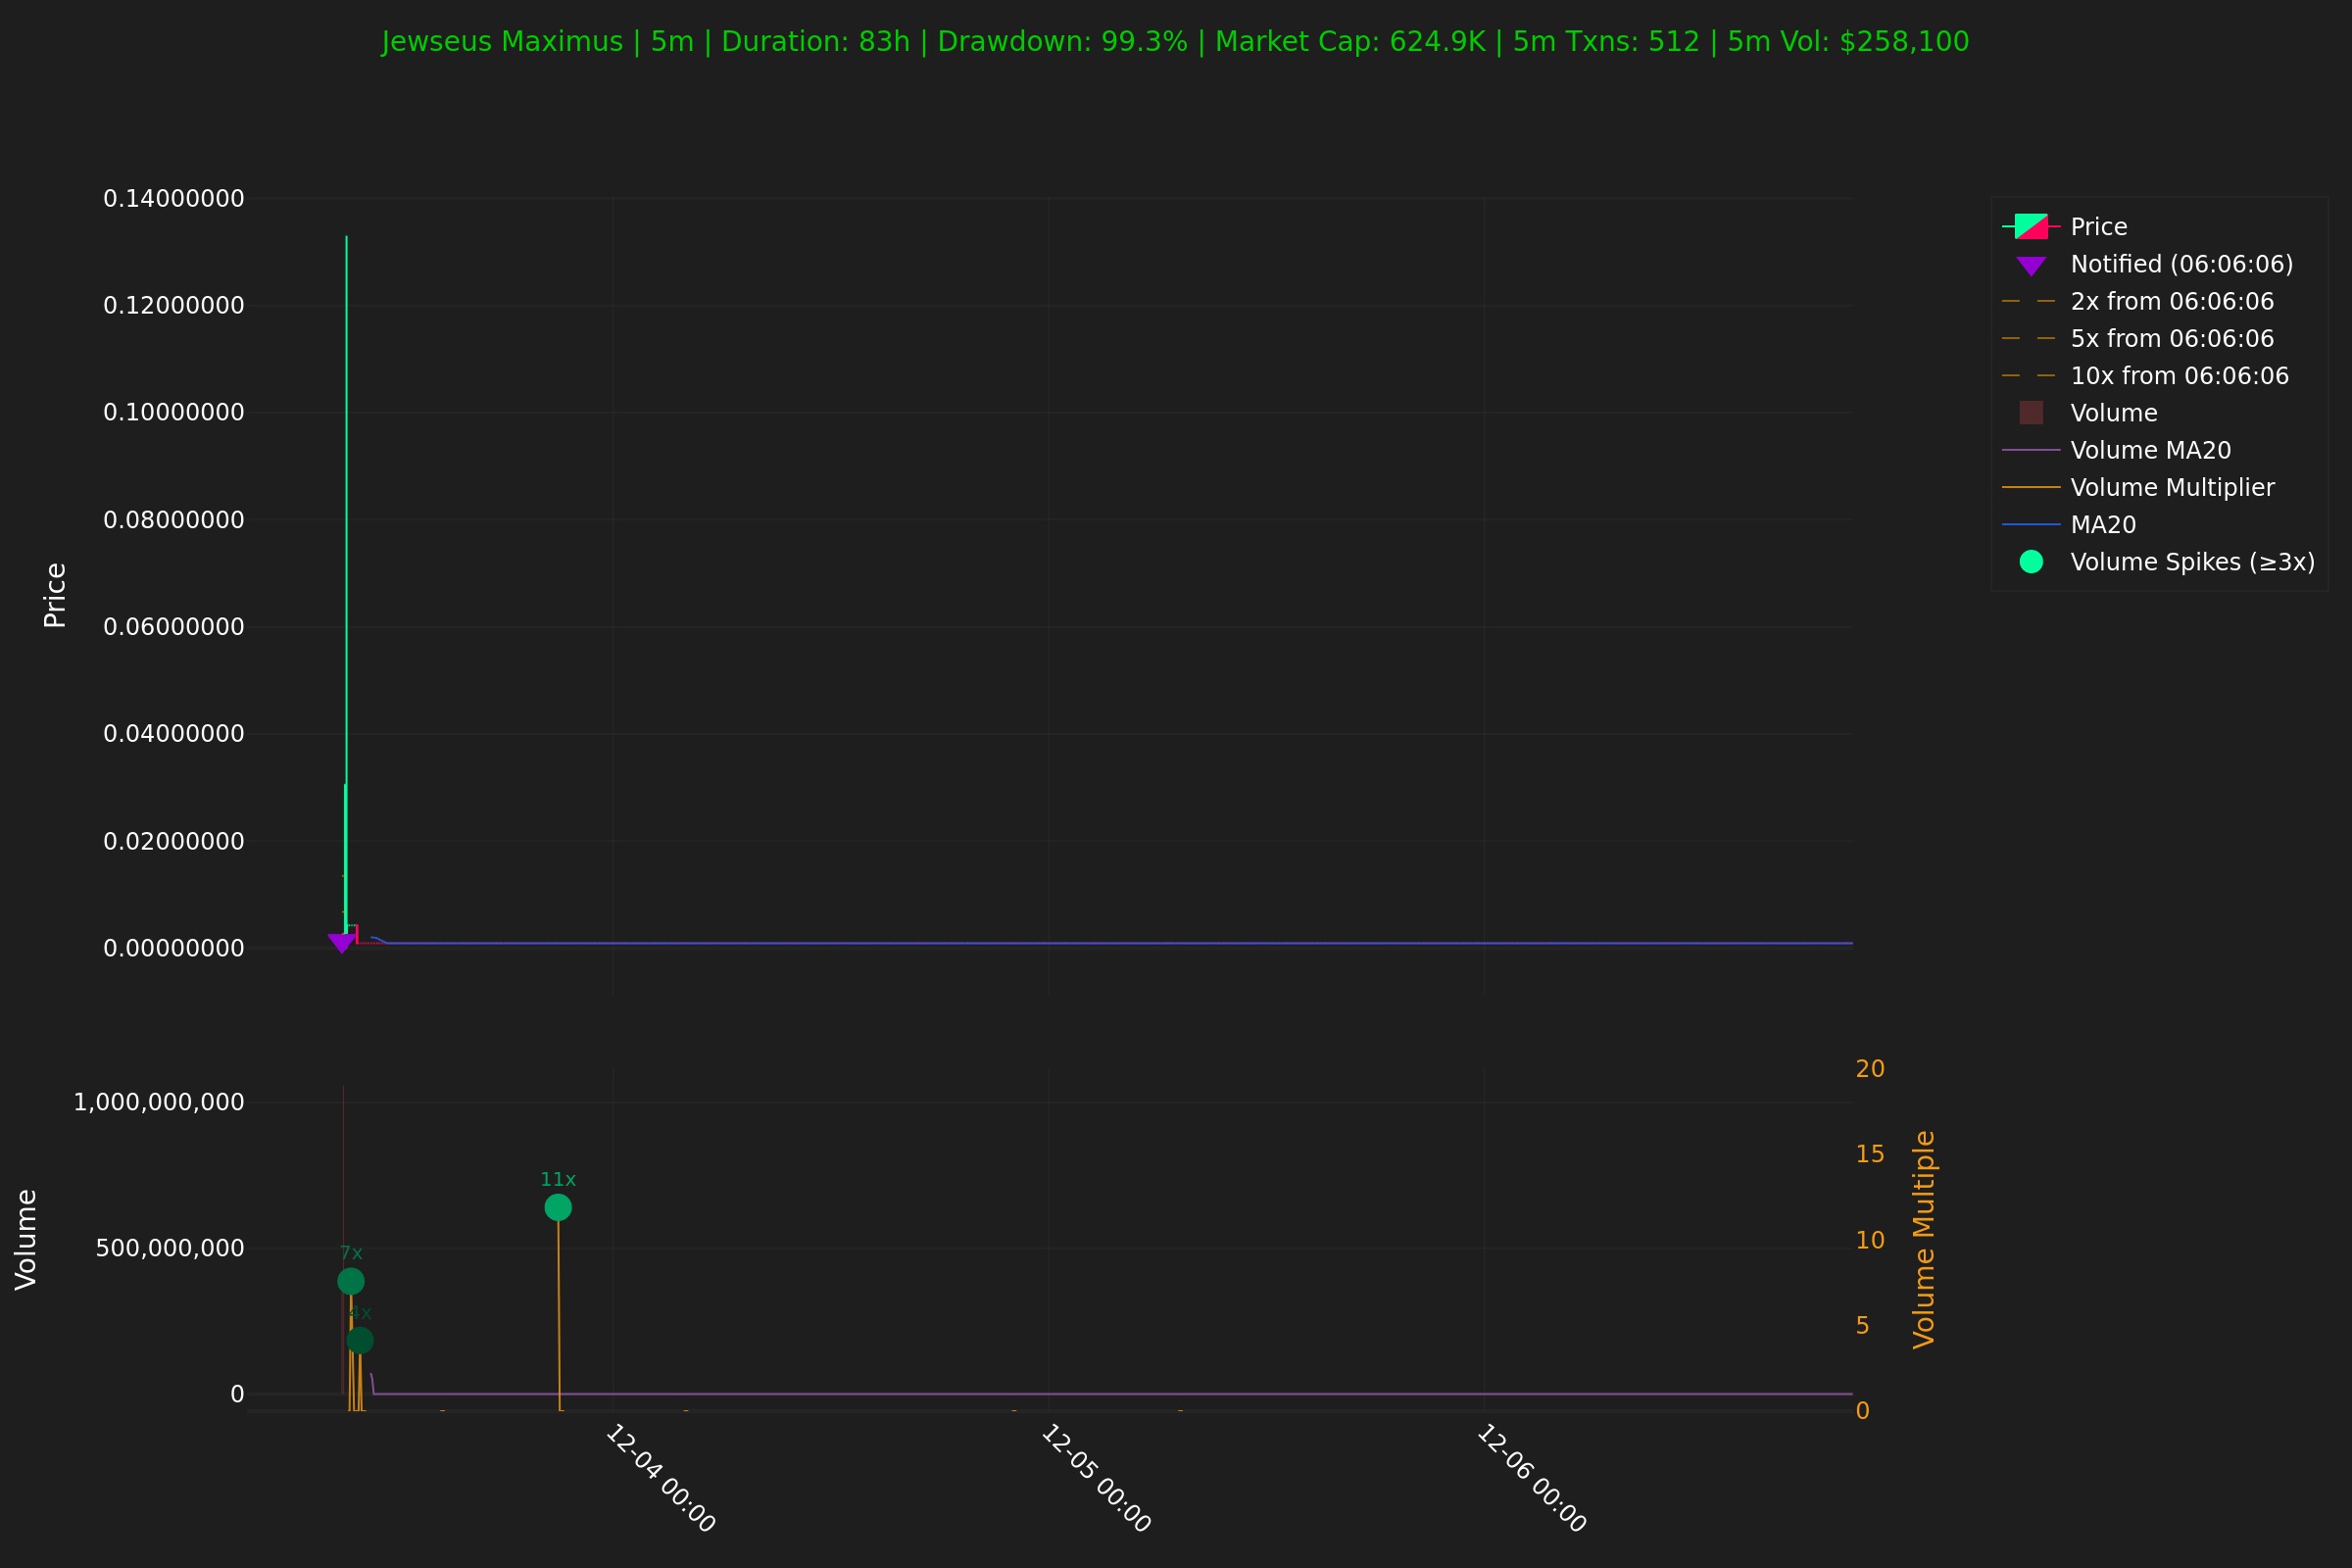 Jewseus Maximus | 5m | Duration: 83h | Drawdown: 99.3% | Market Cap: 624.9K | 5m Txns: 512 | 5m Vol: $258,100
0.14000000
0.12000000
0.10000000
0.08000000
0.06000000
0.04000000
0.02000000
0.00000000
Price
Price
Notified (06:06:06)
2x from 06:06:06
5x from 06:06:06
10x from 06:06:06
Volume
Volume MA20
Volume Multiplier
MA20
Volume Spikes (≥3x)
1,000,000,000
500,000,000
0
Volume
7x
4x
11x
20
15
10
5
0
Volume Multiple
12-04 00:00
12-05 00:00
12-06 00:00